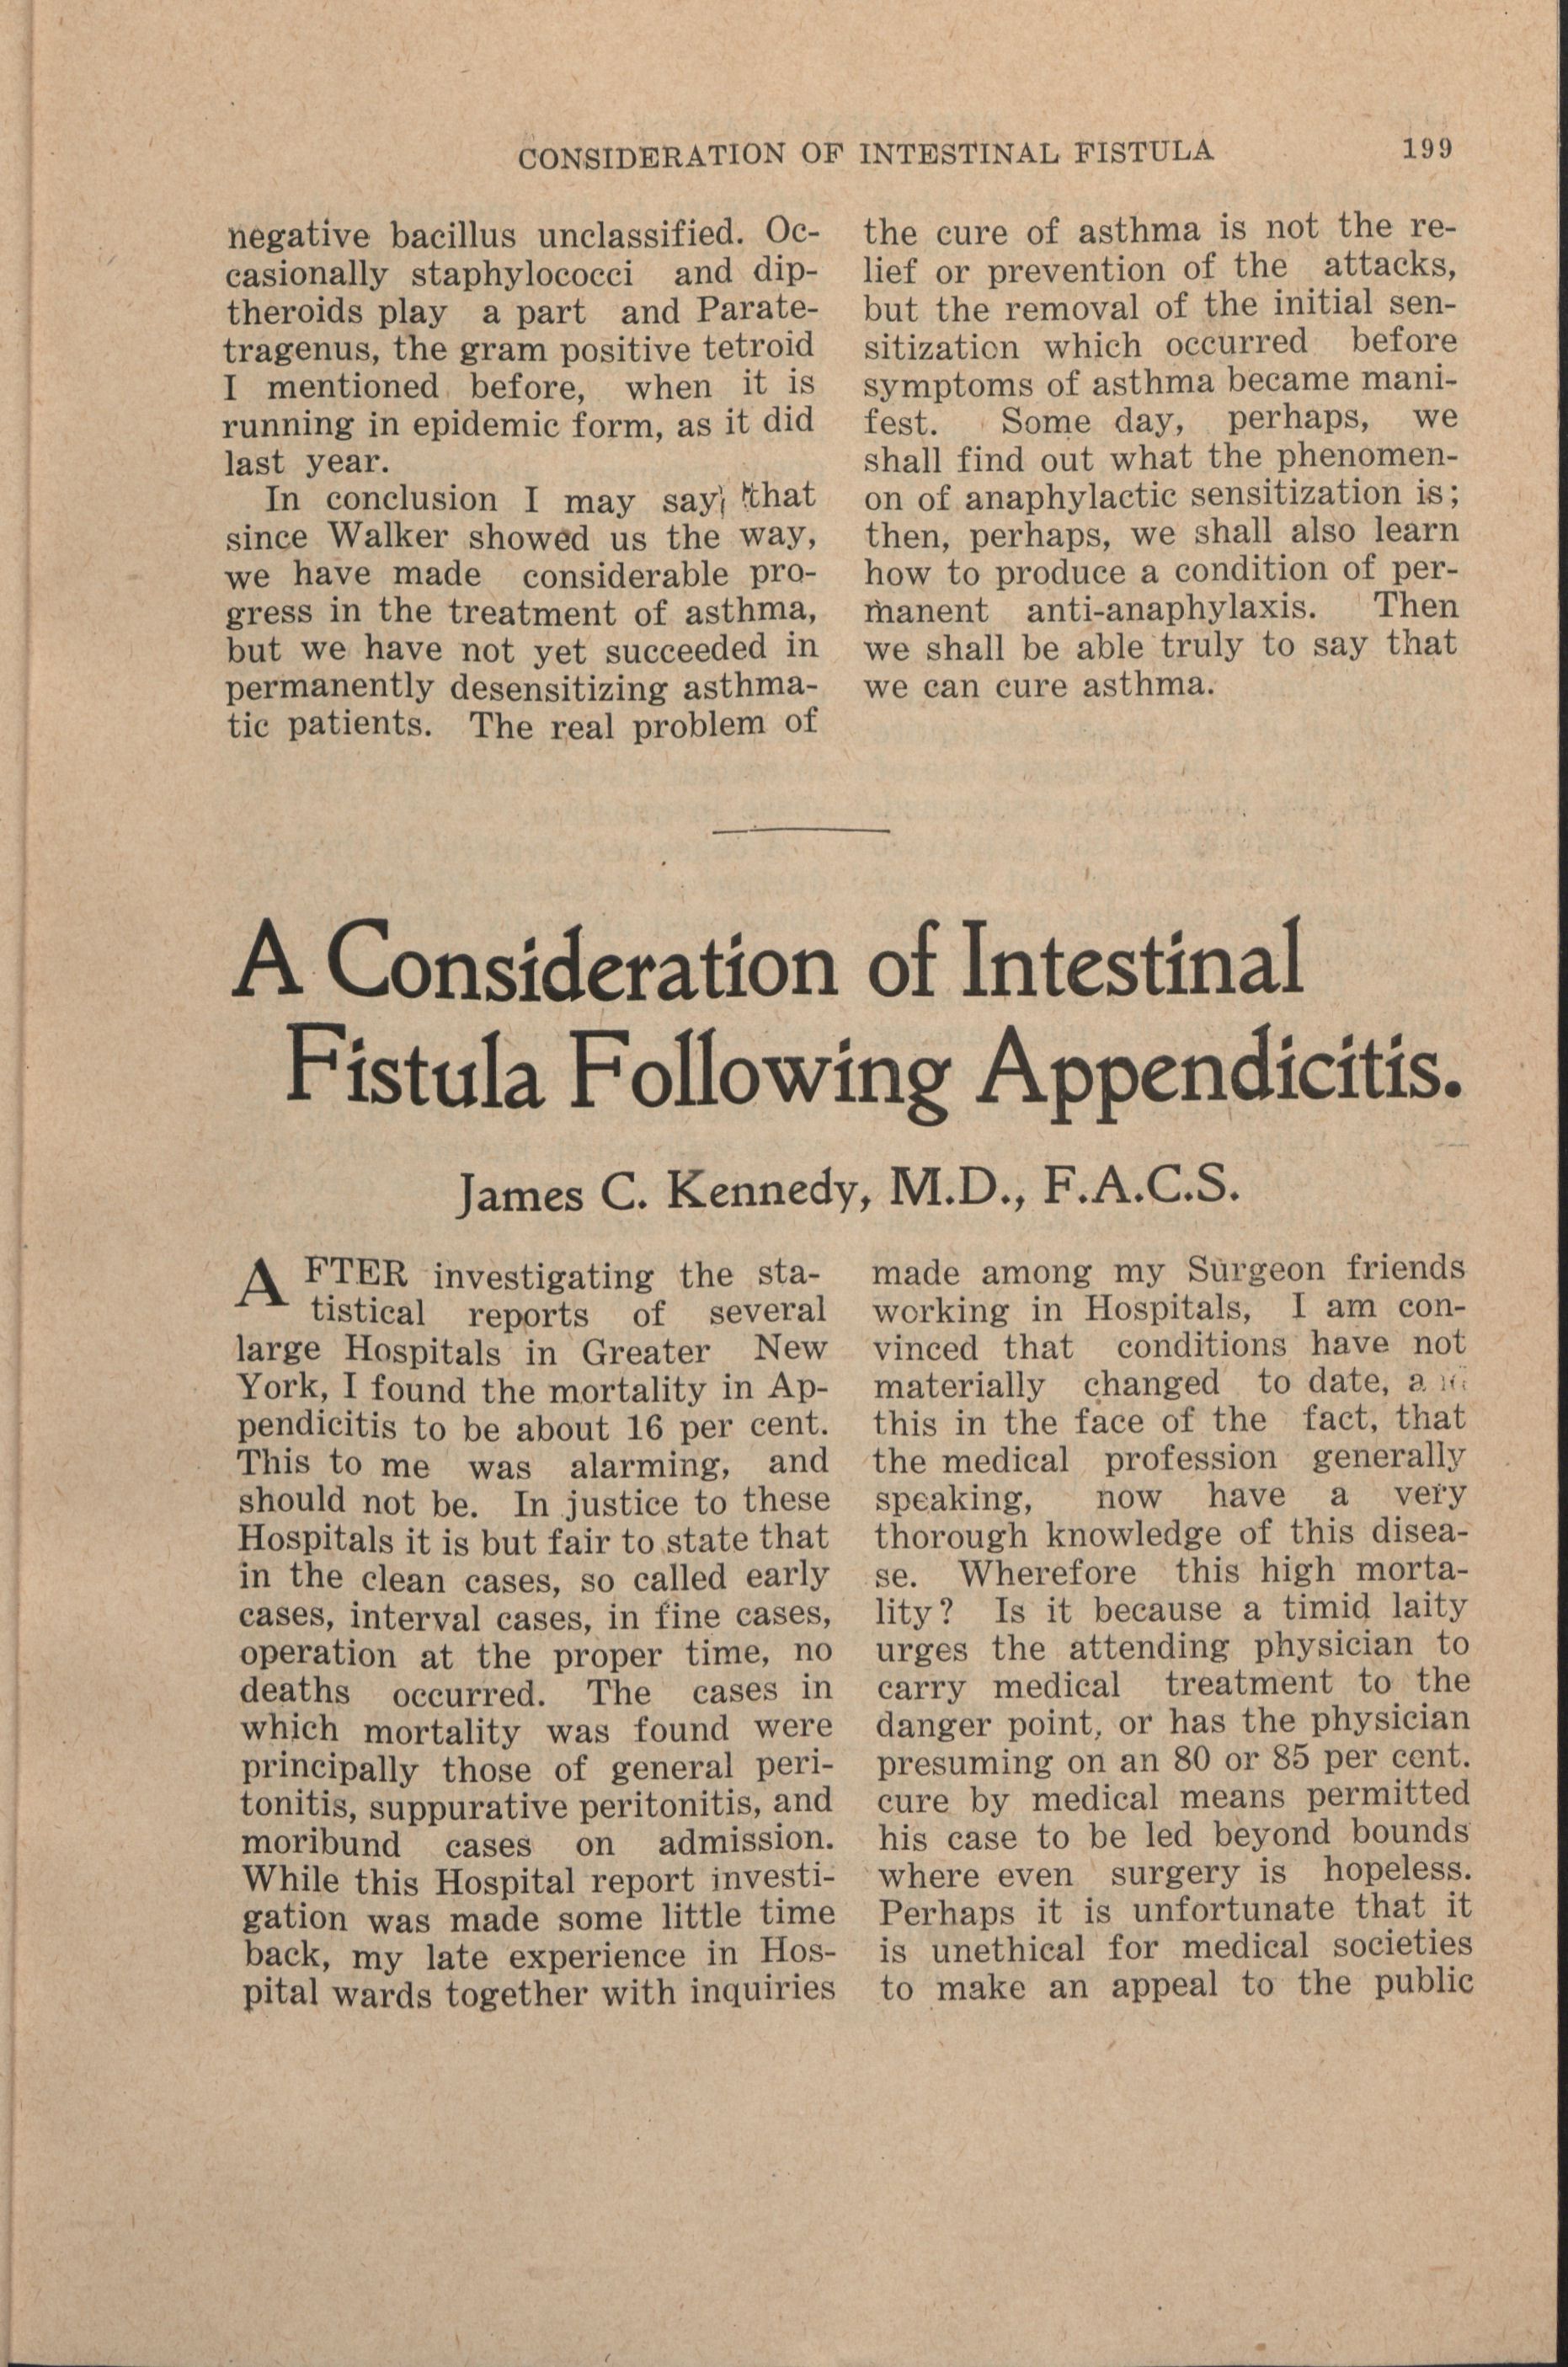 CONSIDERATION OF INTESTINAL FISTULA 199
negative bacillus unclassified. Oc-
casionally staphylococci and dip-
theroids play a part and Parate-
tragenus, the gram positive tetroid
I mentioned before, when it is
running in epidemic form, as it did
last year.
In conclusion I may say, that
since Walker showed us the way,
we have made considerable pro-
gress in the treatment of asthma,
but we have not yet succeeded in
permanently desensitizing asthma-
tic patients. The real problem of
the cure of asthma is not the re-
lief or prevention of the attacks,
but the removal of the initial sen-
sitization which occurred before
symptoms of asthma became mani-
fest. Some day, perhaps, we
shall find out what the phenomen-
on of anaphylactic sensitization is;
then, perhaps, we shall also learn
how to produce a condition of per-
manent anti-anaphylaxis. Then
we shall be able truly to say that
we can cure asthma.
A Consideration of Intestinal
Fistula Following Appendicitis.
James C. Kennedy, M.D., F.A.C.S.
AFTER investigating the sta-
tistical reports of several
large Hospitals in Greater New
York, I found the mortality in Ap-
pendicitis to be about 16 per cent.
This to me was alarming, and
should not be. In justice to these
Hospitals it is but fair to state that
in the clean cases, so called early
cases, interval cases, in fine cases,
operation at the proper time, no
deaths occurred. The cases in
which mortality was found were
principally those of general peri-
tonitis, suppurative peritonitis, and
moribund cases on admission.
While this Hospital report investi-
gation was made some little time
back, my late experience in Hos-
pital wards together with inquiries
made among my Surgeon friends
working in Hospitals, I am con-
vinced that conditions have not
materially changed to date,
this in the face of the fact, that
the medical profession generally
speaking, now have a very
thorough knowledge of this disea-
se. Wherefore this high morta-
lity? Is it because a timid laity
urges the attending physician to
carry medical treatment to the
danger point, or has the physician
presuming on an 80 or 85 per cent.
cure by medical means permitted
his case to be led beyond bounds
where even surgery is hopeless.
Perhaps it is unfortunate that it
is unethical for medical societies
to make an appeal to the public